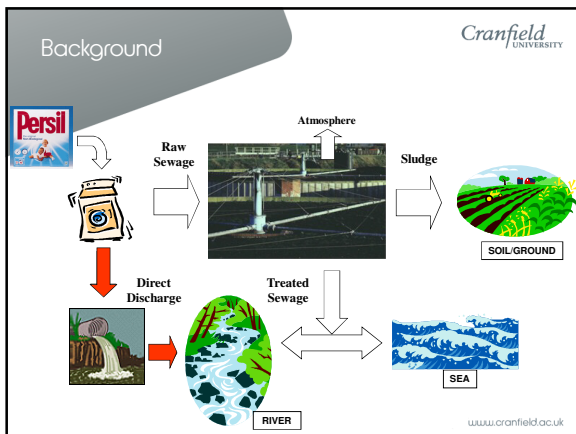 Background
Cranfield
UNIVERSITY
Persil
Atmosphere
Raw
Sewage
Sludge
SOIL/GROUND
Direct
Discharge
Treated
Sewage
RIVER
SEA
www.cranfield.ac.uk